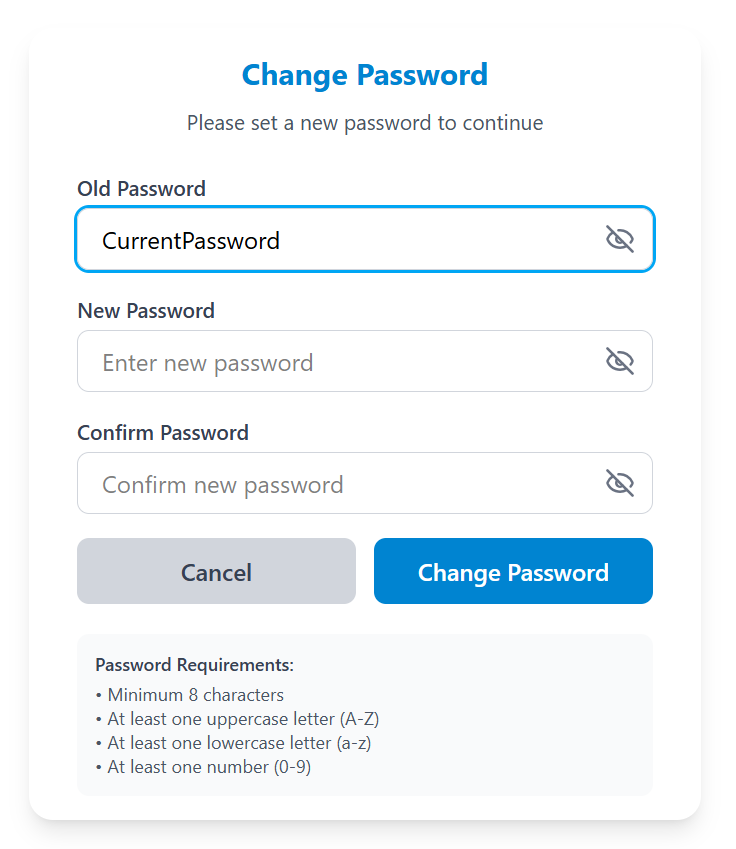 Change Password
Please set a new password to continue
Old Password
CurrentPassword
New Password
Enter new password
Confirm Password
Confirm new password
Cancel
Change Password
Password Requirements:
• Minimum 8 characters
• At least one uppercase letter (A-Z)
• At least one lowercase letter (a-z)
• At least one number (0-9)